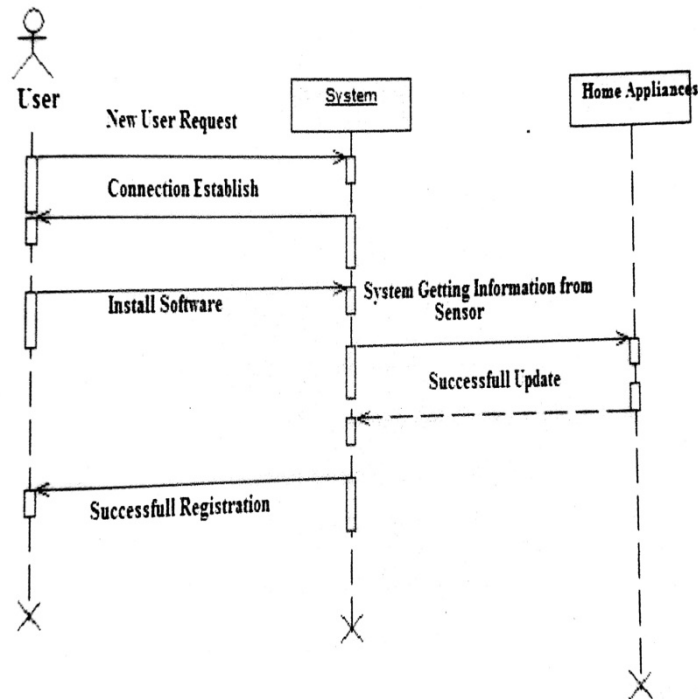 User
System
Home Appliances
New User Request
Connection Establish
Install Software
System Getting Information from
Sensor
Successfull Update
Successfull Registration